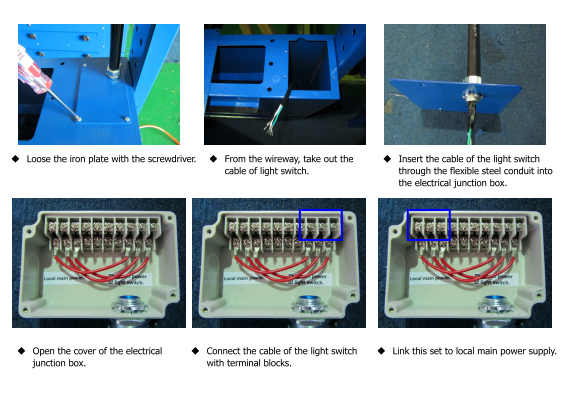 ◆ Loose the iron plate with the screwdriver.
◆ From the wireway, take out the
cable of light switch.
◆ Insert the cable of the light switch
through the flexible steel conduit into
the electrical junction box.
Local main power
power
of light switch.
Local main power
power
of light switch.
Local main power
power
of light switch.
◆ Open the cover of the electrical
junction box.
◆ Connect the cable of the light switch
with terminal blocks.
◆ Link this set to local main power supply.